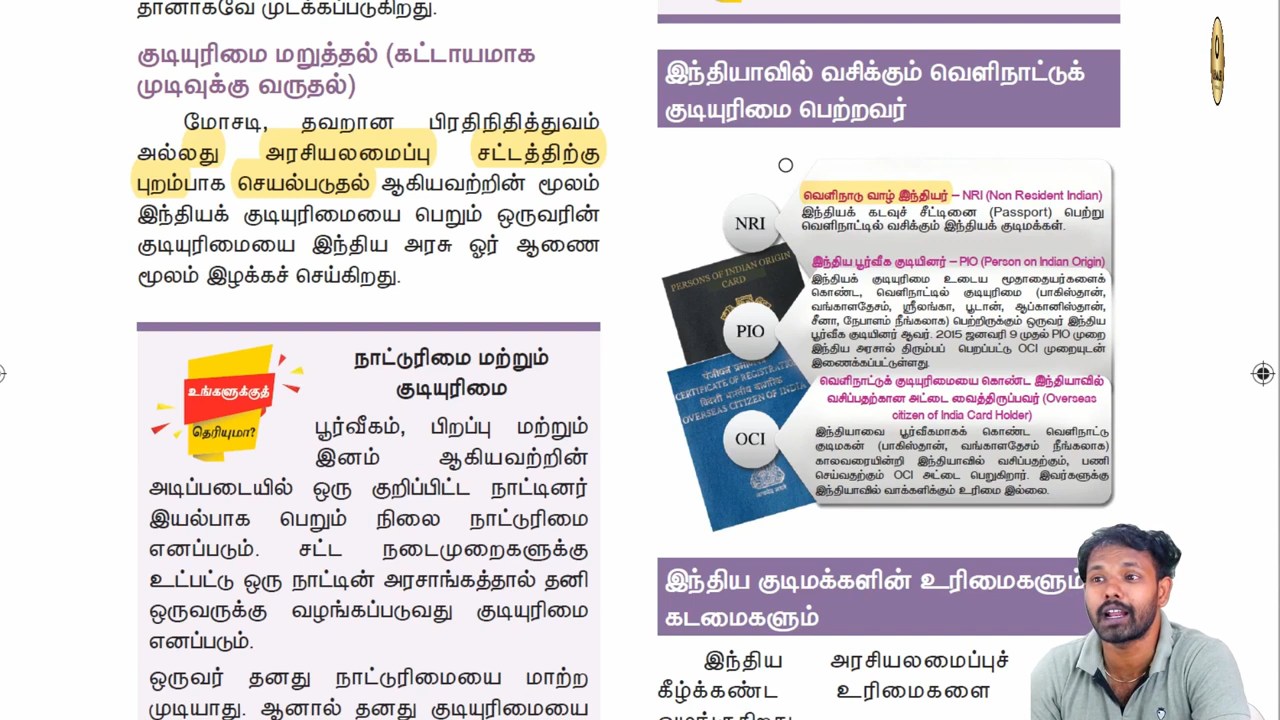 தானாகவே முடக்கப்படுகிறது.
குடியுரிமை மறுத்தல் (கட்டாயமாக
முடிவுக்கு வருதல்)
மோசடி, தவறான பிரதிநிதித்துவம்
அல்லது அரசியலமைப்பு சட்டத்திற்கு
புறம்பாக செயல்படுதல் ஆகியவற்றின் மூலம்
இந்தியக் குடியுரிமையை பெறும் ஒருவரின்
குடியுரிமையை இந்திய அரசு ஓர் ஆணை
மூலம் இழக்கச் செய்கிறது.
உங்களுக்குத்
தெரியுமா?
நாட்டுரிமை மற்றும்
குடியுரிமை
பூர்வீகம், பிறப்பு மற்றும்
இனம் ஆகியவற்றின்
அடிப்படையில் ஒரு குறிப்பிட்ட நாட்டினர்
இயல்பாக பெறும் நிலை நாட்டுரிமை
எனப்படும். சட்ட நடைமுறைகளுக்கு
உட்பட்டு ஒரு நாட்டின் அரசாங்கத்தால் தனி
ஒருவருக்கு வழங்கப்படுவது குடியுரிமை
எனப்படும்.
ஒருவர் தனது நாட்டுரிமையை மாற்ற
முடியாது. ஆனால் தனது குடியுரிமையை
இந்தியாவில் வசிக்கும் வெளிநாட்டுக்
குடியுரிமை பெற்றவர்
NRI
வெளிநாடு வாழ் இந்தியர் – NRI (Non Resident Indian)
இந்தியக் கடவுச் சீட்டினை (Passport) பெற்று
வெளிநாட்டில் வசிக்கும் இந்தியக் குடிமக்கள்.
PERSONS OF INDIAN ORIGIN
CARD
PIO
இந்திய பூர்வீக குடியினர் – PIO (Person on Indian Origin)
இந்தியக் குடியுரிமை உடைய மூதாதையர்களைக்
கொண்ட, வெளிநாட்டில் குடியுரிமை (பாகிஸ்தான்,
வங்காளதேசம், ஸ்ரீலங்கா, பூடான், ஆப்கானிஸ்தான்,
சீனா, நேபாளம் நீங்கலாக) பெற்றிருக்கும் ஒருவர் இந்திய
பூர்வீக குடியினர் ஆவர். 2015 ஜனவரி 9 முதல் PIO முறை
இந்திய அரசால் திரும்பப் பெறப்பட்டு OCI முறையுடன்
இணைக்கப்பட்டுள்ளது.
CERTIFICATE OF REGISTRATION
OVERSEAS CITIZEN OF INDIA
OCI
வெளிநாட்டுக் குடியுரிமையை கொண்ட இந்தியாவில்
வசிப்பதற்கான அட்டை வைத்திருப்பவர் (Overseas
citizen of India Card Holder)
இந்தியாவை பூர்வீகமாகக் கொண்ட வெளிநாட்டு
குடிமகன் (பாகிஸ்தான், வங்காளதேசம் நீங்கலாக)
காலவரையின்றி இந்தியாவில் வசிப்பதற்கும், பணி
செய்வதற்கும் OCI அட்டை பெறுகிறார். இவர்களுக்கு
இந்தியாவில் வாக்களிக்கும் உரிமை இல்லை.
இந்திய குடிமக்களின் உரிமைகளும்
கடமைகளும்
இந்திய அரசியலமைப்புச்
கீழ்க்கண்ட உரிமைகளை